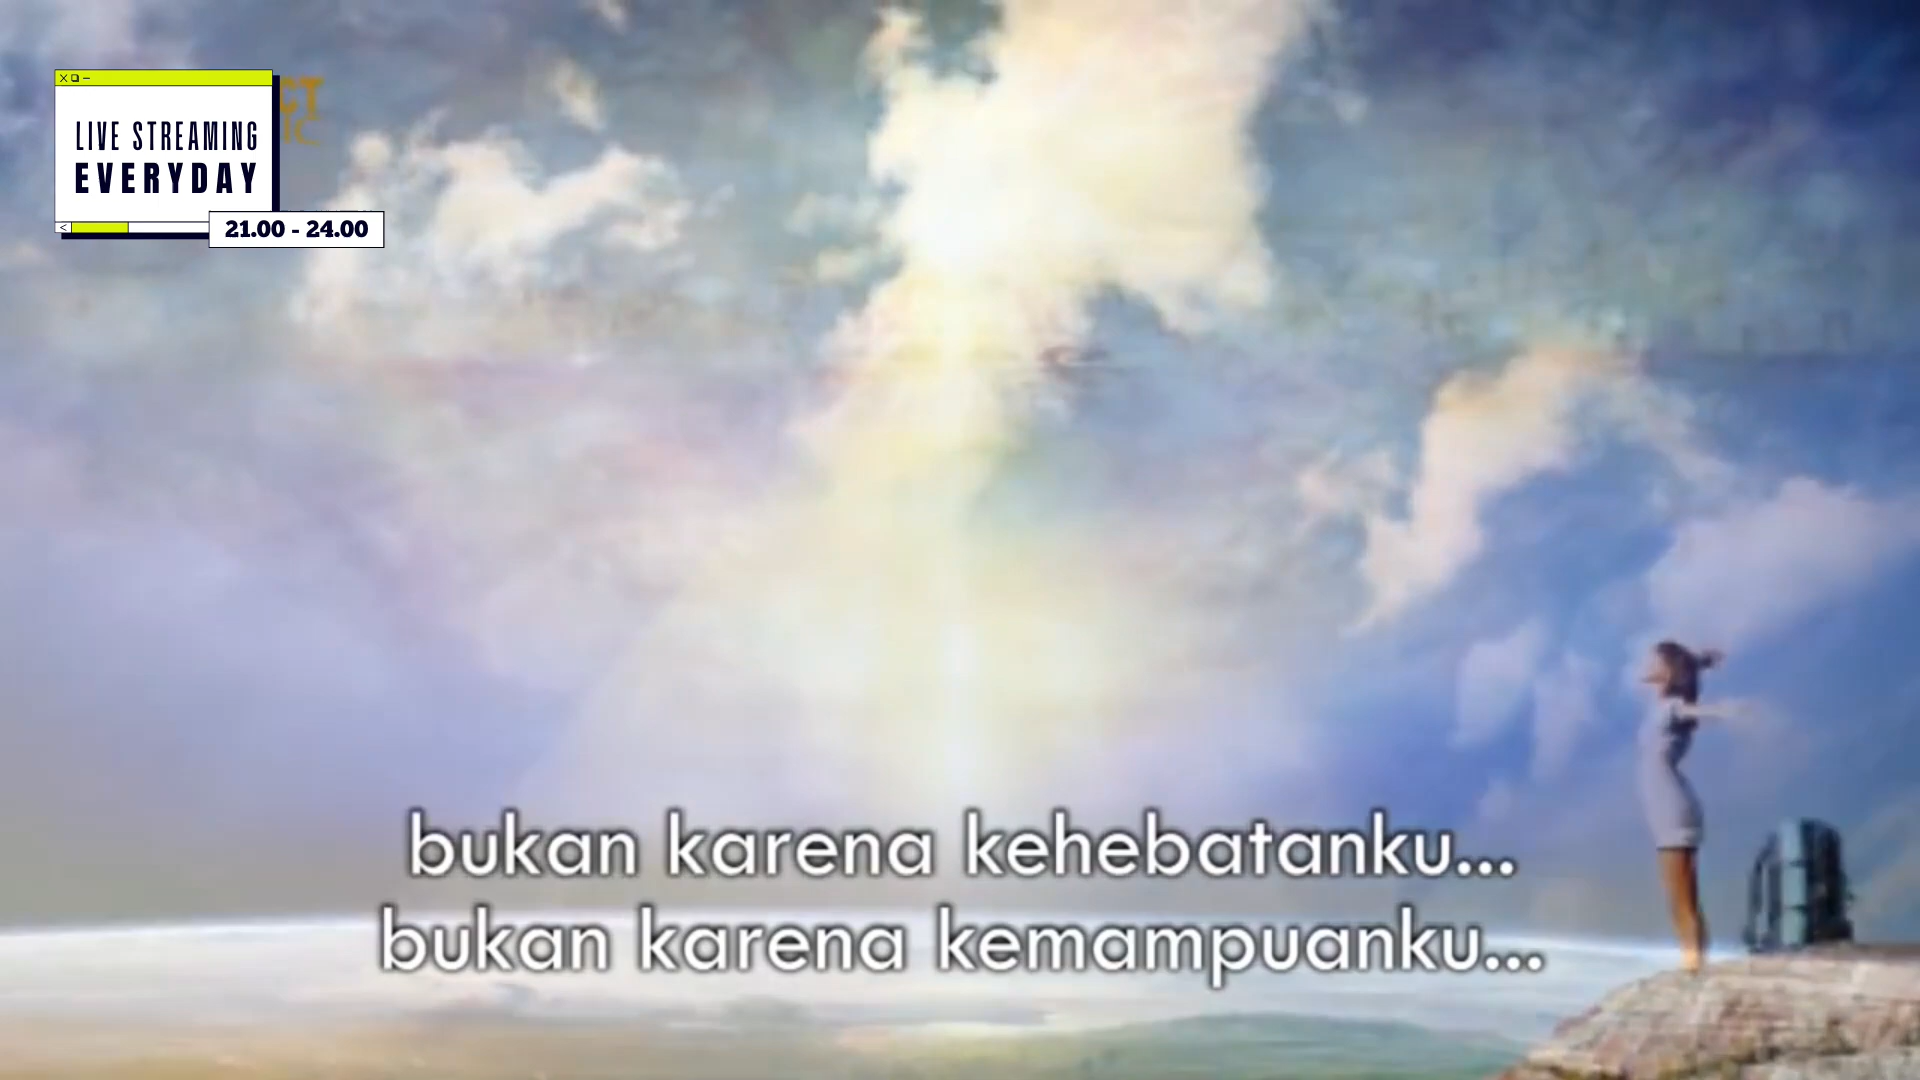 LIVE STREAMING
EVERYDAY
21.00 - 24.00
bukan karena kehebatanku...
bukan karena kemampuanku...